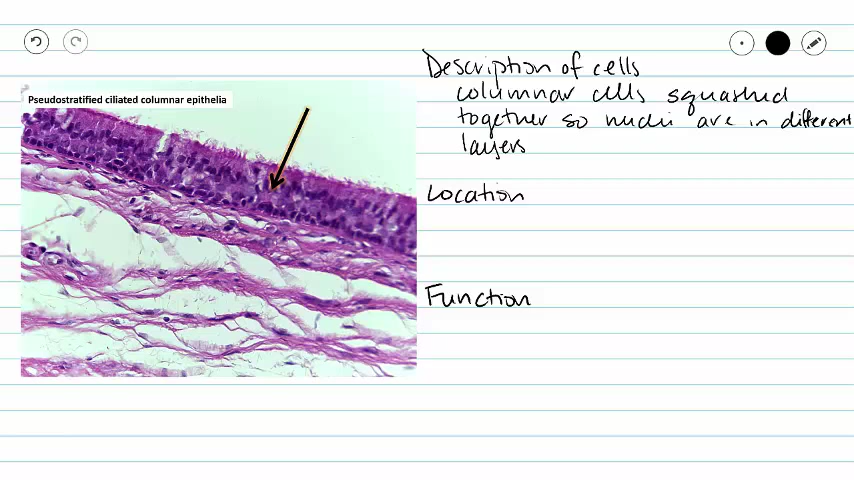 Pseudostratified ciliated columnar epithelia
Description of cells
columnar cells squashed
together so nuclei are in different
layers
Location
Function